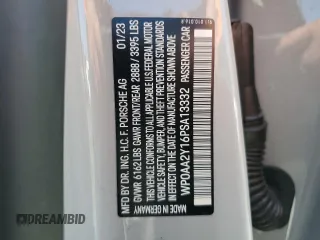 MFD. BY DR. ING. H.C. F. PORSCHE AG 01/23
GVWR 6162LBS GAWR FRONT/REAR 2888 / 3395 LBS
THIS VEHICLE CONFORMS TO ALL APPLICABLE U.S.FEDERAL MOTOR
VEHICLE SAFETY, BUMPER, AND THEFT PREVENTION STANDARDS
IN EFFECT ON THE DATE OF MANUFACTURE SHOWN ABOVE.
WP0AA2Y16PSA13332 PASSENGER CAR
MADE IN GERMANY
DREAMBID